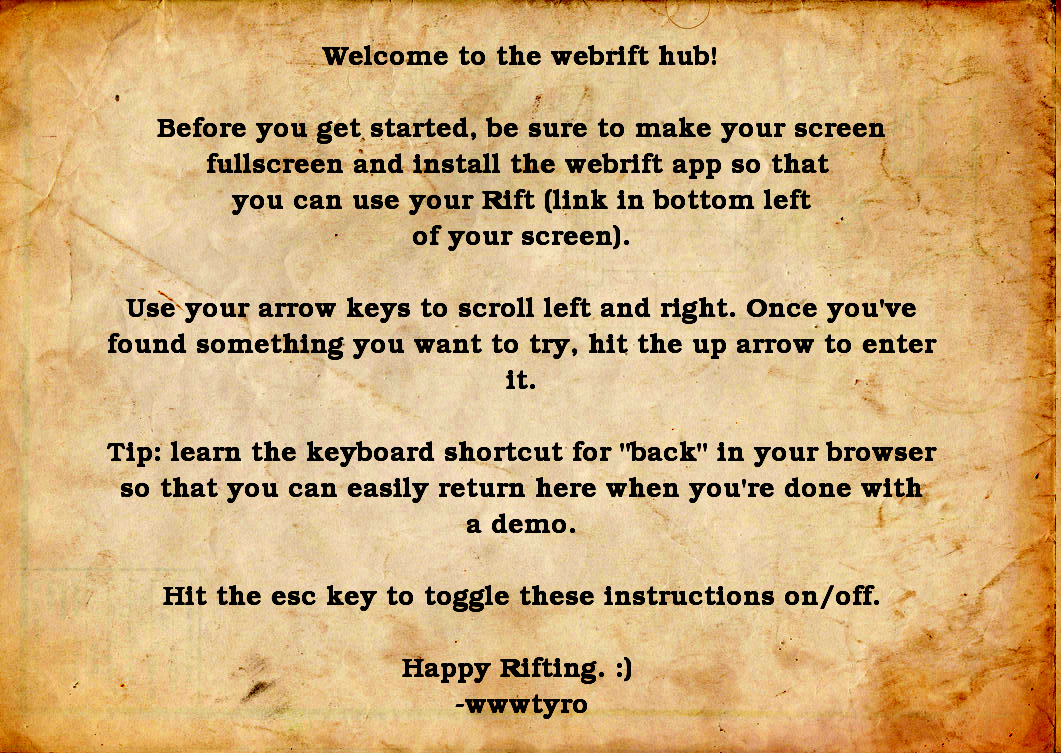 Welcome to the webrift hub!
Before you get started, be sure to make your screen
fullscreen and install the webrift app so that
you can use your Rift (link in bottom left
of your screen).
Use your arrow keys to scroll left and right. Once you've
found something you want to try, hit the up arrow to enter
it.
Tip: learn the keyboard shortcut for "back" in your browser
so that you can easily return here when you're done with
a demo.
Hit the esc key to toggle these instructions on/off.
Happy Rifting. :)
-wwwtyro